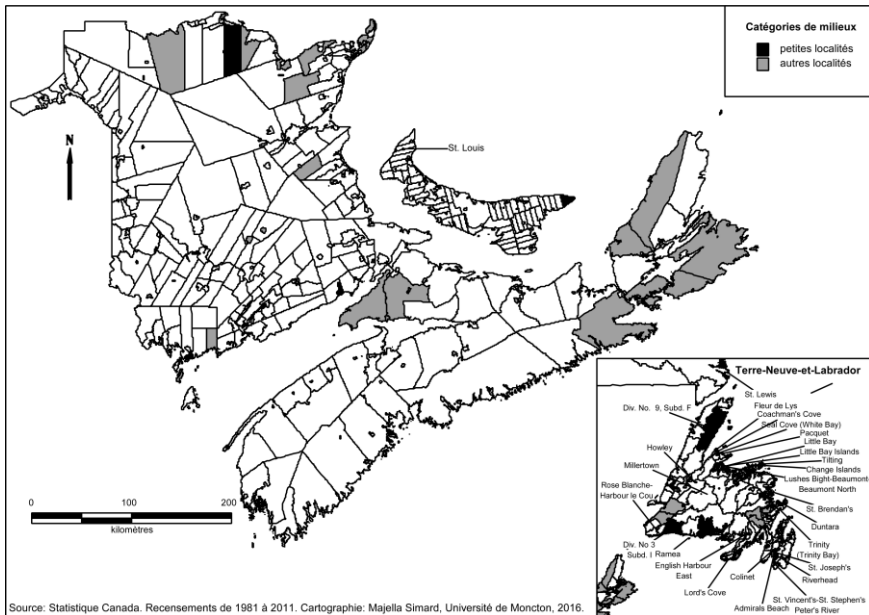 Catégories de milieux
petites localités
autres localités
N
St. Louis
0 100 200
kilomètres
Terre-Neuve-et-Labrador
St. Lewis
Div. No. 9, Subd. F
Fleur de Lys
Coachman's Cove
Seal Cove (White Bay)
Pacquet
Little Bay
Howley
Little Bay Islands
Tilting
Millertown
Change Islands
Lushes Bight-Beaumont-
Beaumont North
Rose Blanche-
Harbour le Cou
St. Brendan's
Duntara
Trinity
(Trinity Bay)
Div. No 3
Subd. I
Ramea
English Harbour
East
St. Joseph's
Riverhead
Colinet
Lord's Cove
St. Vincent's-St. Stephen's
Peter's River
Admirals Beach
Source: Statistique Canada. Recensements de 1981 à 2011. Cartographie: Majella Simard, Université de Moncton, 2016.